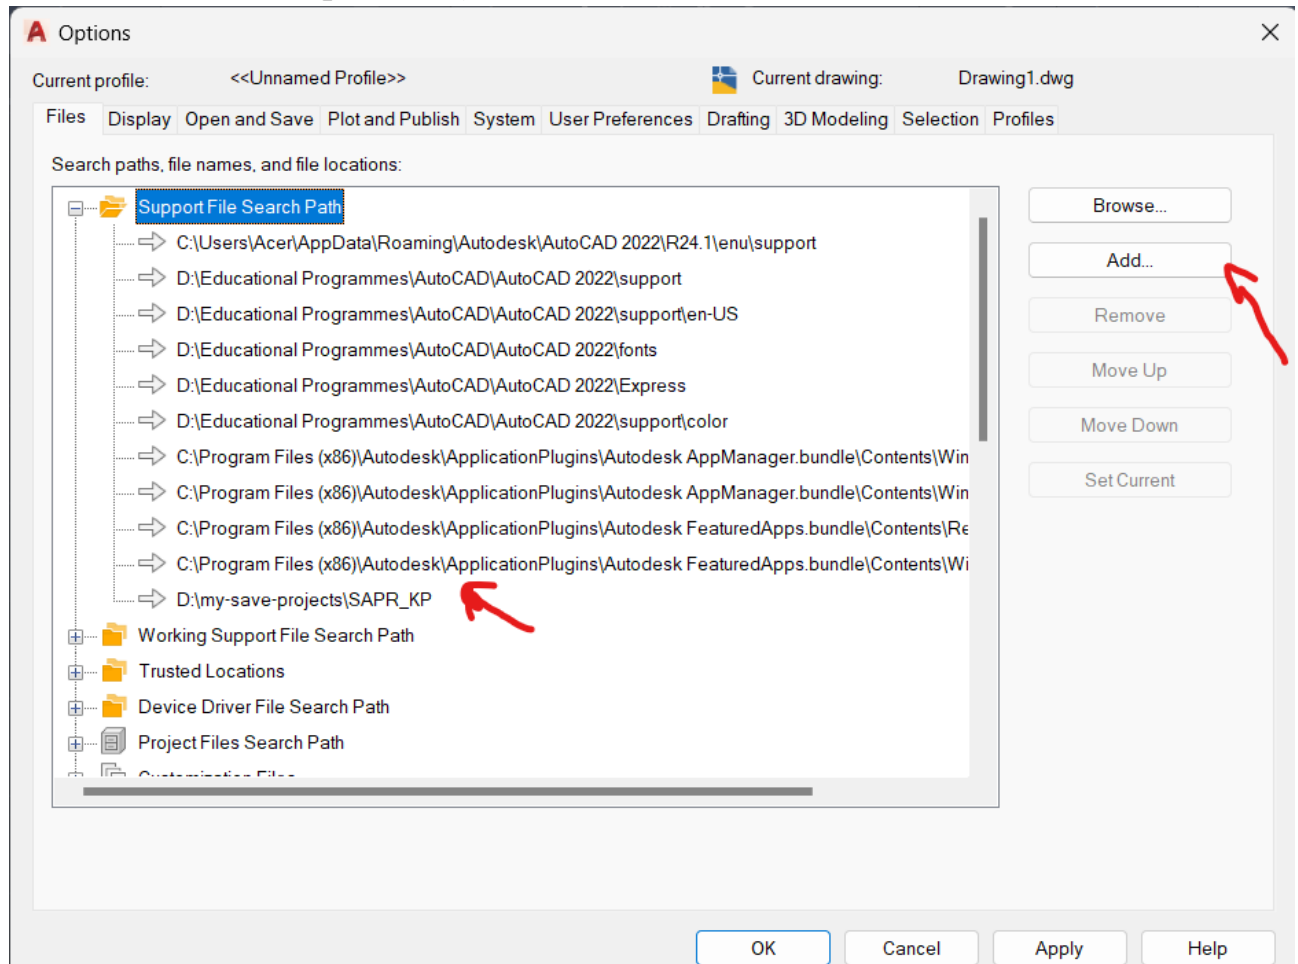 Options
Current profile: <<Unnamed Profile>> Current drawing: Drawing1.dwg
Files Display Open and Save Plot and Publish System User Preferences Drafting 3D Modeling Selection Profiles
Search paths, file names, and file locations:
Support File Search Path
C:\Users\Acer\AppData\Roaming\Autodesk\AutoCAD 2022\R24.1\enu\support
D:\Educational Programmes\AutoCAD\AutoCAD 2022\support
D:\Educational Programmes\AutoCAD\AutoCAD 2022\support\en-US
D:\Educational Programmes\AutoCAD\AutoCAD 2022\fonts
D:\Educational Programmes\AutoCAD\AutoCAD 2022\Express
D:\Educational Programmes\AutoCAD\AutoCAD 2022\support\color
C:\Program Files (x86)\Autodesk\ApplicationPlugins\Autodesk AppManager.bundle\Contents\Win
C:\Program Files (x86)\Autodesk\ApplicationPlugins\Autodesk AppManager.bundle\Contents\Win
C:\Program Files (x86)\Autodesk\ApplicationPlugins\Autodesk FeaturedApps.bundle\Contents\Re
C:\Program Files (x86)\Autodesk\ApplicationPlugins\Autodesk FeaturedApps.bundle\Contents\Wi
D:\my-save-projects\SAPR_KP
Working Support File Search Path
Trusted Locations
Device Driver File Search Path
Project Files Search Path
Customization Files
Browse...
Add...
Remove
Move Up
Move Down
Set Current
OK Cancel Apply Help